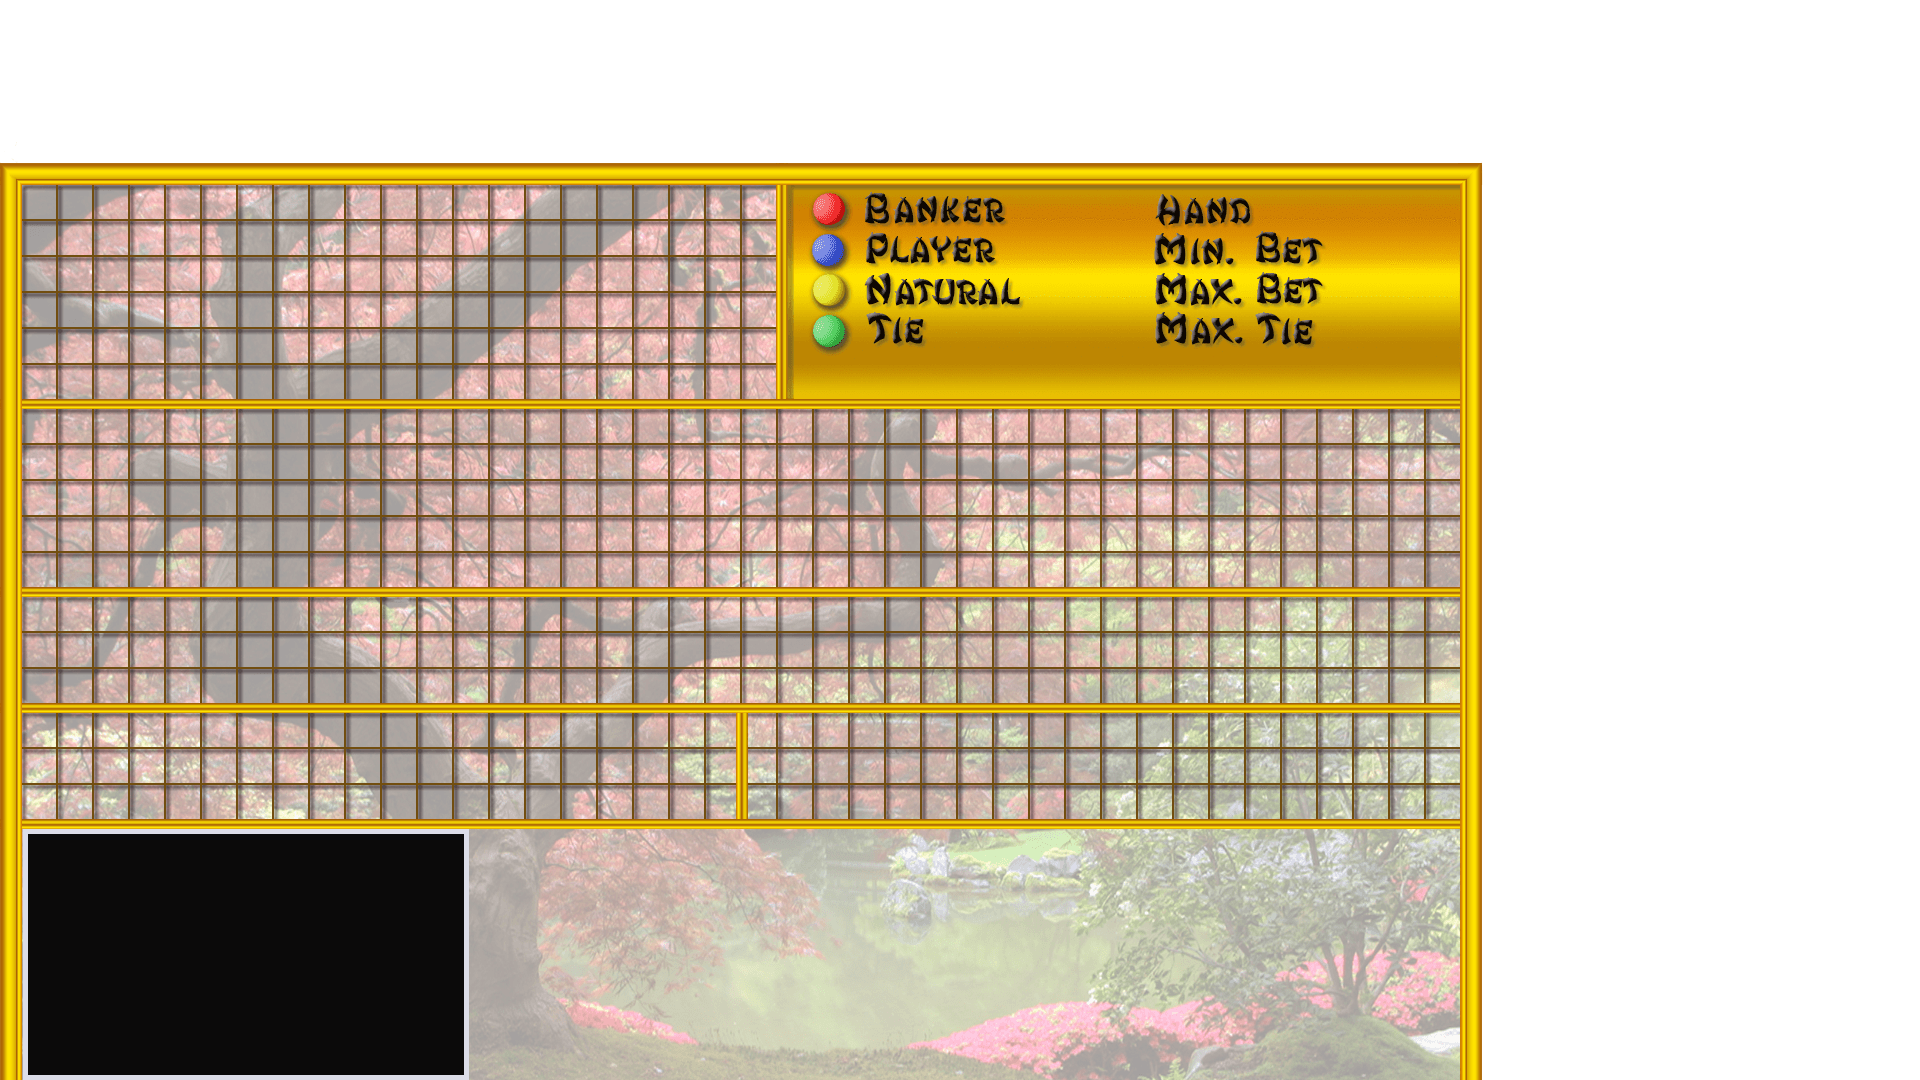 Banker
Player
Natural
Tie
Hand
Min. Bet
Max. Bet
Max. Tie